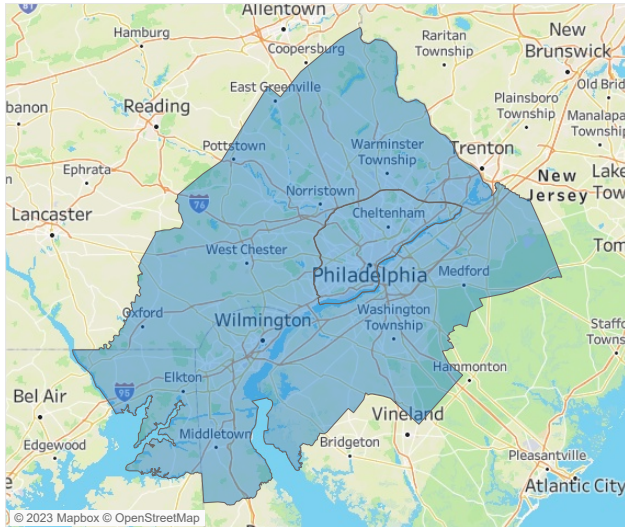 Allentown
Hamburg
Coopersburg
Raritan
Township
New
Brunswick
East Greenville
Old Brid
banon
Reading
Plainsboro
Township
Manalapa
Township
Pottstown
Warminster
Township
Trenton
Ephrata
New
Jersey
Lake
Tow
Norristown
76
Lancaster
Cheltenham
West Chester
Tom
Philadelphia
Medford
Oxford
Wilmington
Washington
Township
Staffo
Towns
Hammonton
Elkton
95
Bel Air
Vineland
Middletown
Bridgeton
Edgewood
Pleasantville
Atlantic City
© 2023 Mapbox © OpenStreetMap